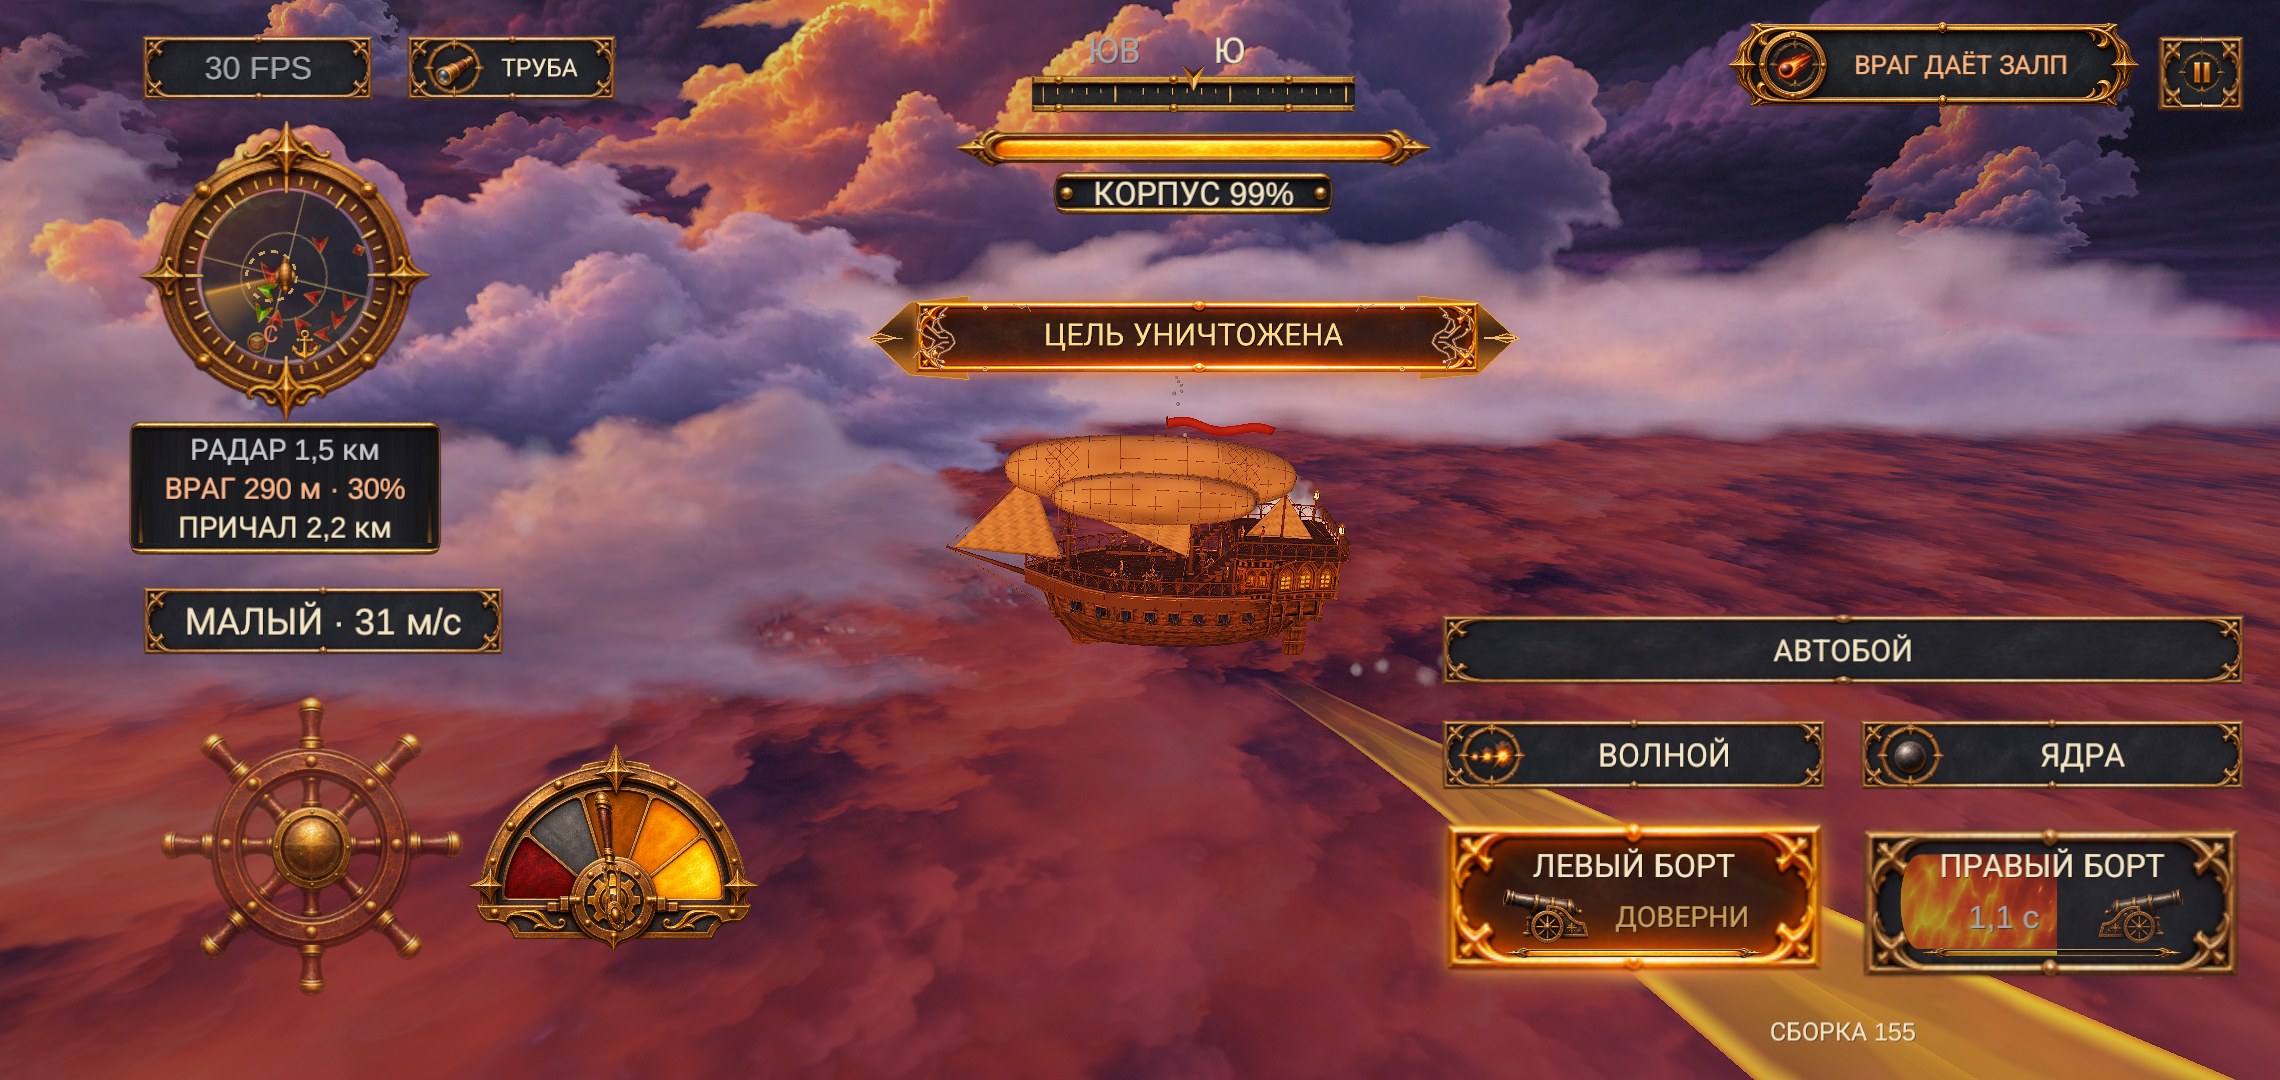 30 FPS
ТРУБА
ЮВ
Ю
ВРАГ ДАЁТ ЗАЛП
КОРПУС 99%
ЦЕЛЬ УНИЧТОЖЕНА
С
РАДАР 1,5 км
ВРАГ 290 м · 30%
ПРИЧАЛ 2,2 км
МАЛЫЙ · 31 м/с
АВТОБОЙ
ВОЛНОЙ
ЯДРА
ЛЕВЫЙ БОРТ
ДОВЕРНИ
ПРАВЫЙ БОРТ
1,1 с
СБОРКА 155